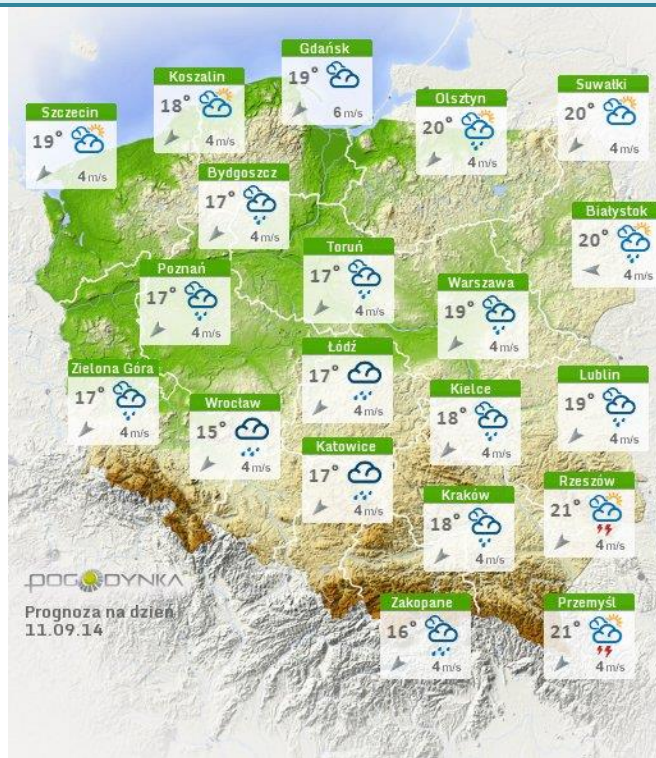 Gdańsk
19°
6 m/s
Koszalin
18°
4 m/s
Szczecin
19°
4 m/s
Olsztyn
20°
4 m/s
Suwałki
20°
4 m/s
Bydgoszcz
17°
4 m/s
Białystok
20°
4 m/s
Toruń
17°
4 m/s
Poznań
17°
4 m/s
Warszawa
19°
4 m/s
Łódź
17°
4 m/s
Zielona Góra
17°
4 m/s
Wrocław
15°
4 m/s
Kielce
18°
4 m/s
Lublin
19°
4 m/s
Katowice
17°
4 m/s
Kraków
18°
4 m/s
Rzeszów
21°
4 m/s
Zakopane
16°
4 m/s
Przemyśl
21°
4 m/s
POGODYNKA
Prognoza na dzień
11.09.14